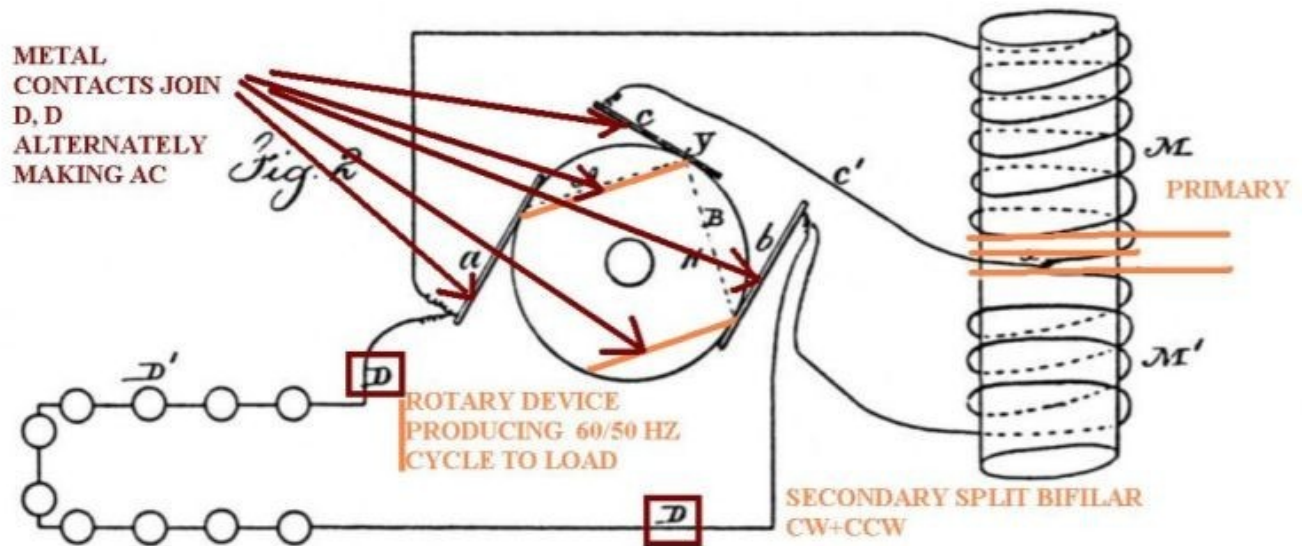 METAL
CONTACTS JOIN
D, D
ALTERNATELY
MAKING AC
Fig. 2
c
y
c'
M
PRIMARY
B
b
a
x
M'
D'
D
ROTARY DEVICE
PRODUCING 60/50 HZ
CYCLE TO LOAD
SECONDARY SPLIT BIFILAR
CW+CCW
D